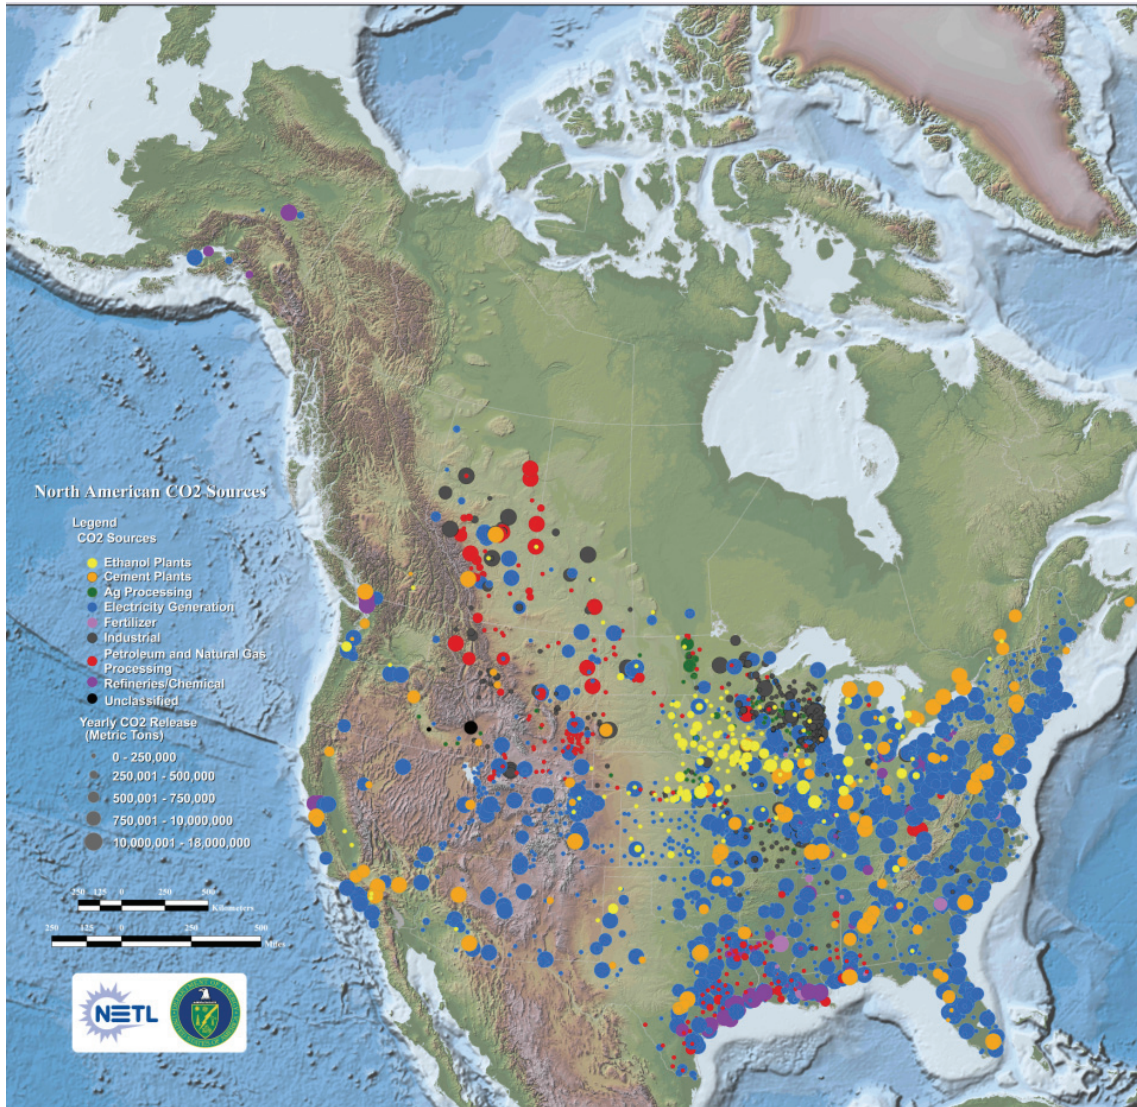 North American CO2 Sources
Legend
CO2 Sources
Ethanol Plants
Cement Plants
Ag Processing
Electricity Generation
Fertilizer
Industrial
Petroleum and Natural Gas
Processing
Refineries/Chemical
Unclassified
Yearly CO2 Release
(Metric Tons)
0 - 250,000
250,001 - 500,000
500,001 - 750,000
750,001 - 10,000,000
10,000,001 - 18,000,000
250 125 0 250 500
Kilometers
250 125 0 250 500
Miles
NETL